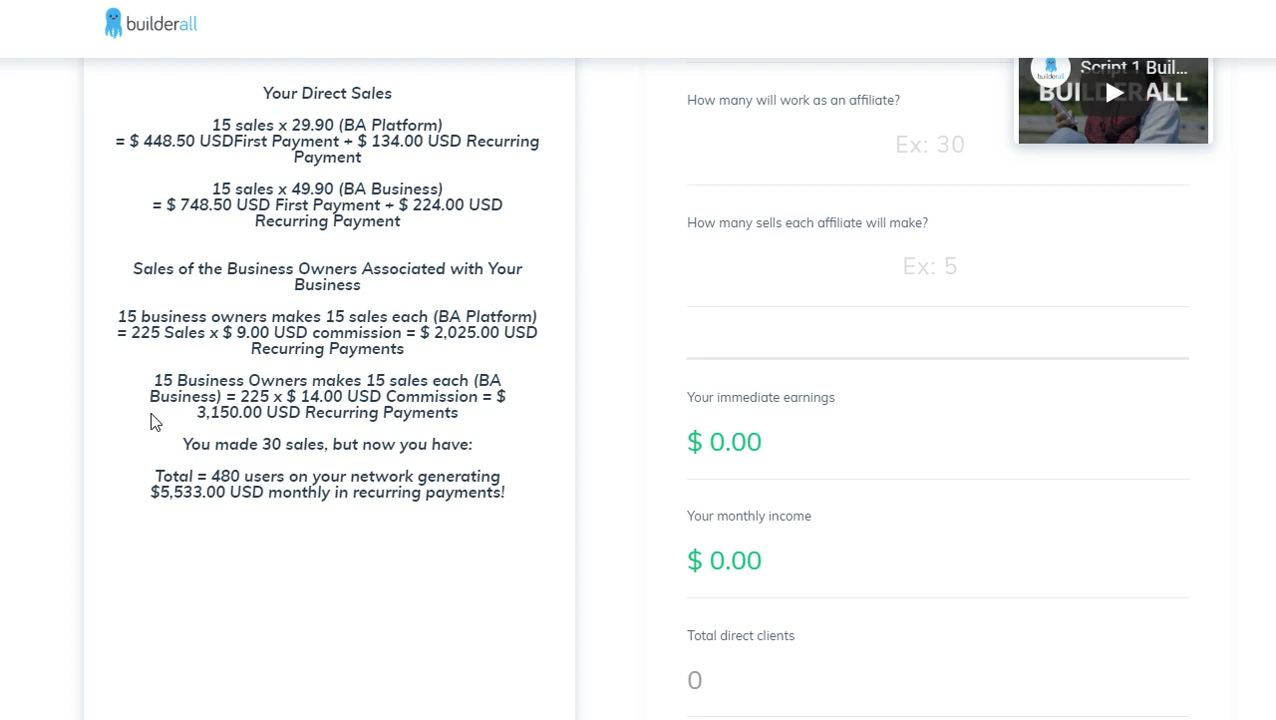 builderall
Your Direct Sales
15 sales x 29.90 (BA Platform)
= $ 448.50 USDFirst Payment + $ 134.00 USD Recurring
Payment
15 sales x 49.90 (BA Business)
= $ 748.50 USD First Payment + $ 224.00 USD
Recurring Payment
Sales of the Business Owners Associated with Your
Business
15 business owners makes 15 sales each (BA Platform)
= 225 Sales x $ 9.00 USD commission = $ 2,025.00 USD
Recurring Payments
15 Business Owners makes 15 sales each (BA
Business) = 225 x $ 14.00 USD Commission = $
3,150.00 USD Recurring Payments
You made 30 sales, but now you have:
Total = 480 users on your network generating
$5,533.00 USD monthly in recurring payments!
How many will work as an affiliate?
Ex: 30
How many sells each affiliate will make?
Ex: 5
Your immediate earnings
$ 0.00
Your monthly income
$ 0.00
Total direct clients
0
builderall
Script 1 Buil...
BUILDERALL